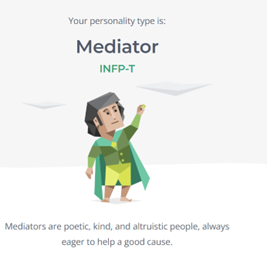 Your personality type is:
Mediator
INFP-T
Mediators are poetic, kind, and altruistic people, always
eager to help a good cause.